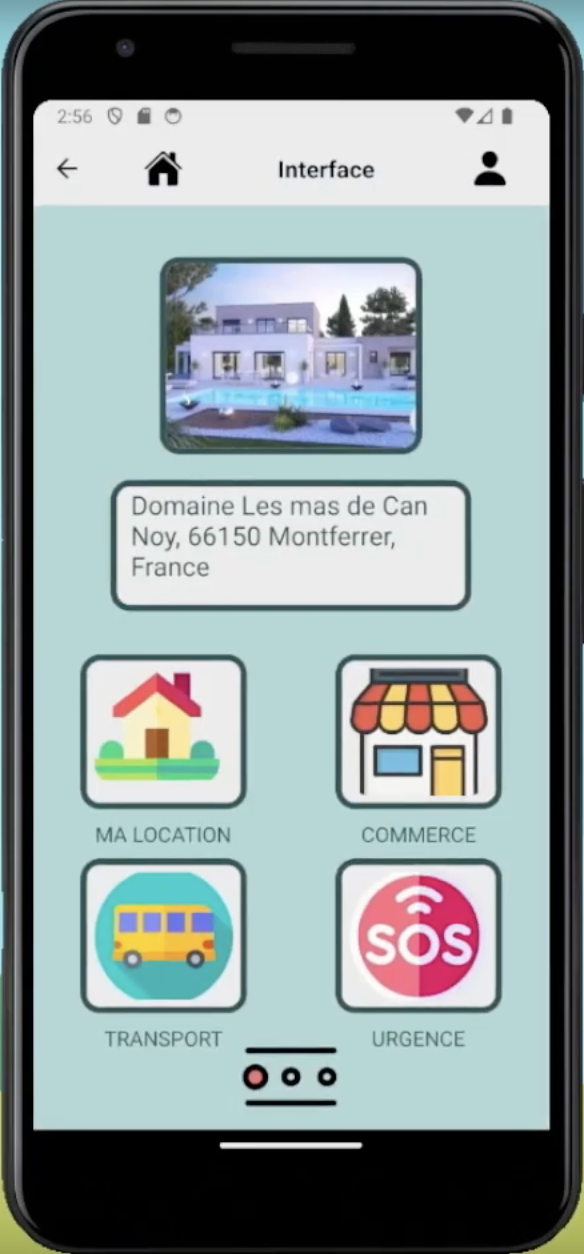 2:56
Interface
Domaine Les mas de Can
Noy, 66150 Montferrer,
France
MA LOCATION
COMMERCE
SOS
TRANSPORT
URGENCE